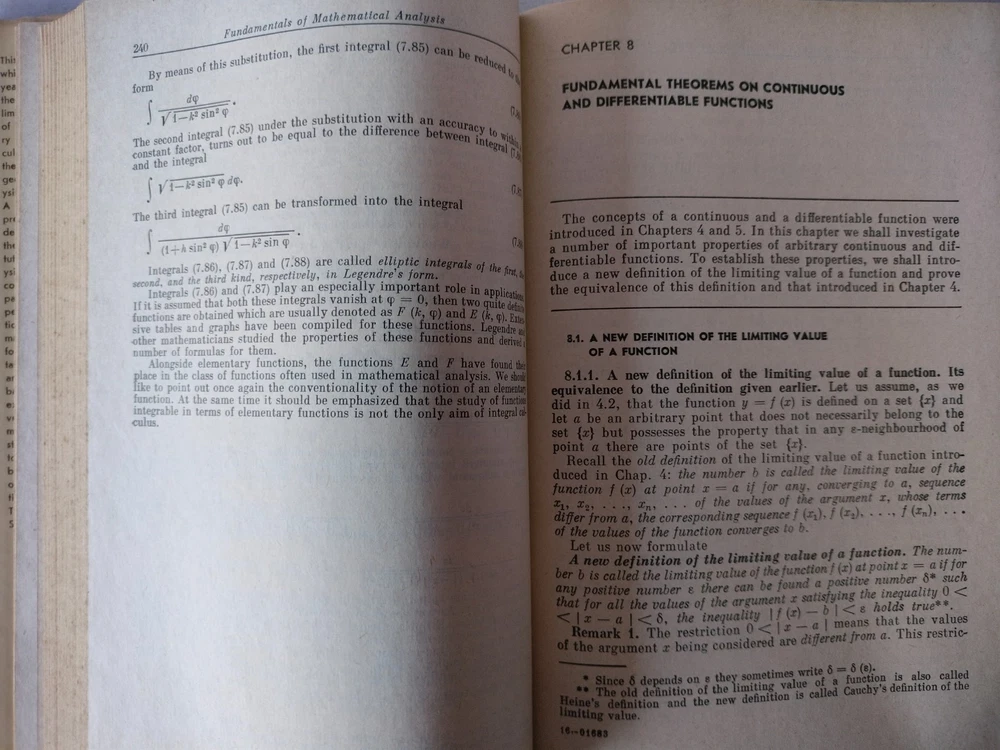 240
Fundamentals of Mathematical Analysis
By means of this substitution, the first integral (7.85) can be reduced to the
form
∫ dφ / √1−k² sin² φ .
The second integral (7.85) under the substitution with an accuracy to within a
constant factor, turns out to be equal to the difference between integral
and the integral
∫ √1−k² sin² φ dφ.
The third integral (7.85) can be transformed into the integral
∫ dφ / (1+h sin² φ) √1−k² sin φ .
Integrals (7.86), (7.87) and (7.88) are called elliptic integrals of the first, the
second, and the third kind, respectively, in Legendre's form.
Integrals (7.86) and (7.87) play an especially important role in application
If it is assumed that both these integrals vanish at φ = 0, then two quite definite
functions are obtained which are usually denoted as F (k, φ) and E (k, φ). Exten-
sive tables and graphs have been compiled for these functions. Legendre and
other mathematicians studied the properties of these functions and derived a
number of formulas for them.
Alongside elementary functions, the functions E and F have found their
place in the class of functions often used in mathematical analysis. We should
like to point out once again the conventionality of the notion of an elementary
function. At the same time it should be emphasized that the study of function
integrable in terms of elementary functions is not the only aim of integral cal-
culus.
CHAPTER 8
FUNDAMENTAL THEOREMS ON CONTINUOUS
AND DIFFERENTIABLE FUNCTIONS
The concepts of a continuous and a differentiable function were
introduced in Chapters 4 and 5. In this chapter we shall investigate
a number of important properties of arbitrary continuous and dif-
ferentiable functions. To establish these properties, we shall intro-
duce a new definition of the limiting value of a function and prove
the equivalence of this definition and that introduced in Chapter 4.
8.1. A NEW DEFINITION OF THE LIMITING VALUE
OF A FUNCTION
8.1.1. A new definition of the limiting value of a function. Its
equivalence to the definition given earlier. Let us assume, as we
did in 4.2, that the function y = f (x) is defined on a set {x} and
let a be an arbitrary point that does not necessarily belong to the
set {x} but possesses the property that in any ε-neighbourhood of
point a there are points of the set {x}.
Recall the old definition of the limiting value of a function intro-
duced in Chap. 4: the number b is called the limiting value of the
function f (x) at point x = a if for any, converging to a, sequence
x₁, x₂, . . ., xₙ, . . . of the values of the argument x, whose terms
differ from a, the corresponding sequence f (x₁), f (x₂), . . ., f (xₙ), . . .
of the values of the function converges to b.
Let us now formulate
A new definition of the limiting value of a function. The num-
ber b is called the limiting value of the function f (x) at point x = a if for
any positive number ε there can be found a positive number δ* such
that for all the values of the argument x satisfying the inequality 0 <
< | x − a | < δ, the inequality | f (x) − b | < ε holds true**.
Remark 1. The restriction 0 < | x − a | means that the values
of the argument x being considered are different from a. This restric-
* Since δ depends on ε they sometimes write δ = δ (ε).
** The old definition of the limiting value of a function is also called
Heine's definition and the new definition is called Cauchy's definition of the
limiting value.
16—01683